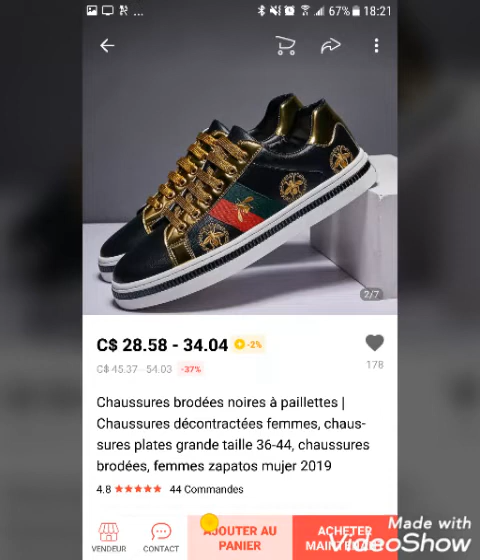 ... 67% 18:21
2/7
C$ 28.58 - 34.04 -2%
C$ 45.37 - 54.03 -37%
178
Chaussures brodées noires à paillettes |
Chaussures décontractées femmes, chaus-
sures plates grande taille 36-44, chaussures
brodées, femmes zapatos mujer 2019
4.8 ★★★★★ 44 Commandes
VENDEUR
CONTACT
AJOUTER AU
PANIER
ACHETER
MAINTENANT
Made with
VideoShow